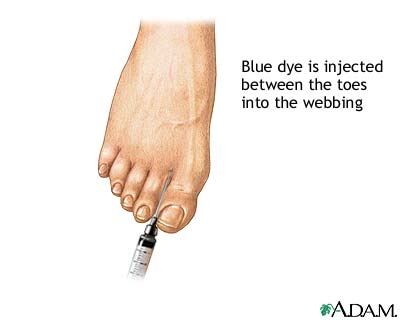 Blue dye is injected
between the toes
into the webbing
A.D.A.M.